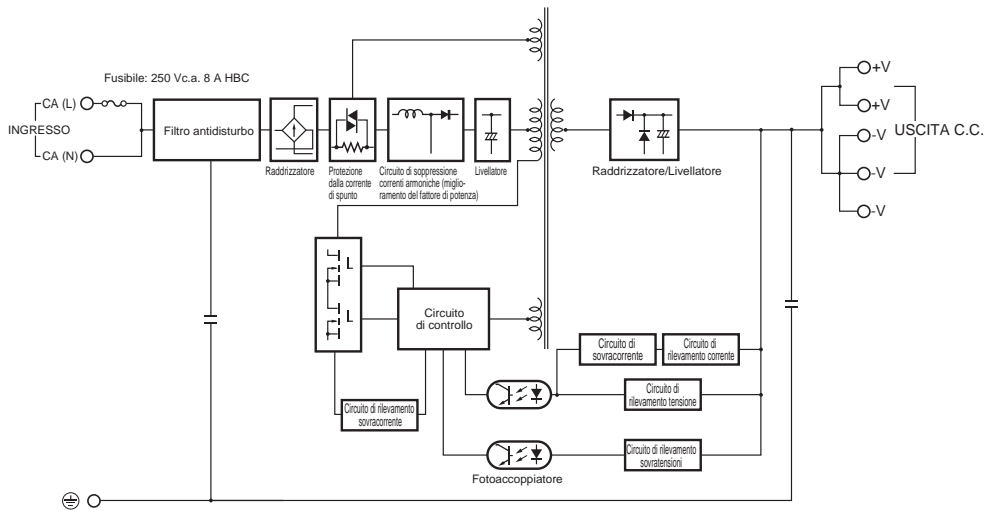 Fusibile: 250 Vc.a. 8 A HBC
CA (L)
INGRESSO
CA (N)
Filtro antidisturbo
Raddrizzatore
Protezione
dalla corrente
di spunto
Circuito di soppressione
correnti armoniche (miglio-
ramento del fattore di potenza)
Livellatore
Raddrizzatore/Livellatore
+V
+V
-V
-V
-V
USCITA C.C.
Circuito
di controllo
Circuito di rilevamento
sovracorrente
Circuito di
sovracorrente
Circuito di
rilevamento corrente
Circuito di
rilevamento tensione
Circuito di rilevamento
sovratensioni
Fotoaccoppiatore